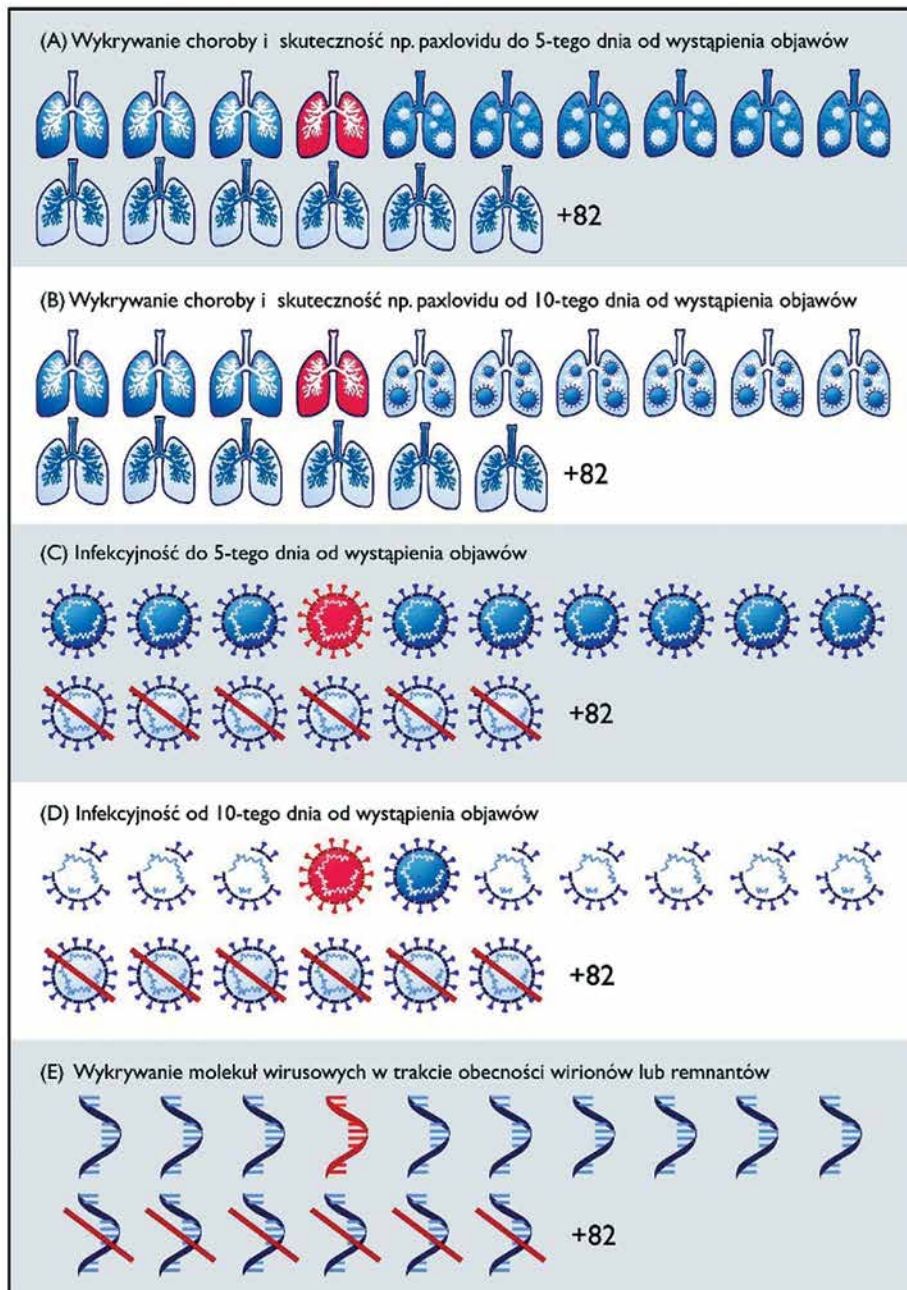 (A) Wykrywanie choroby i skuteczność np. paxlovidu do 5-tego dnia od wystąpienia objawów
+82
(B) Wykrywanie choroby i skuteczność np. paxlovidu od 10-tego dnia od wystąpienia objawów
+82
(C) Infekcyjność do 5-tego dnia od wystąpienia objawów
+82
(D) Infekcyjność od 10-tego dnia od wystąpienia objawów
+82
(E) Wykrywanie molekuł wirusowych w trakcie obecności wirionów lub remnantów
+82